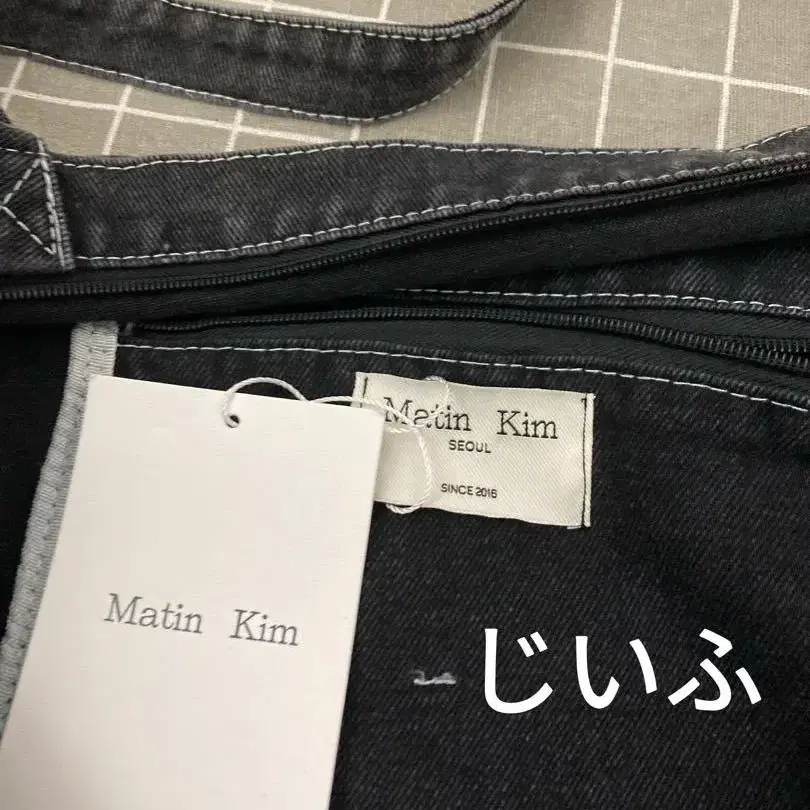 Matin Kim
SEOUL
SINCE 2016
Matin Kim
じいふ